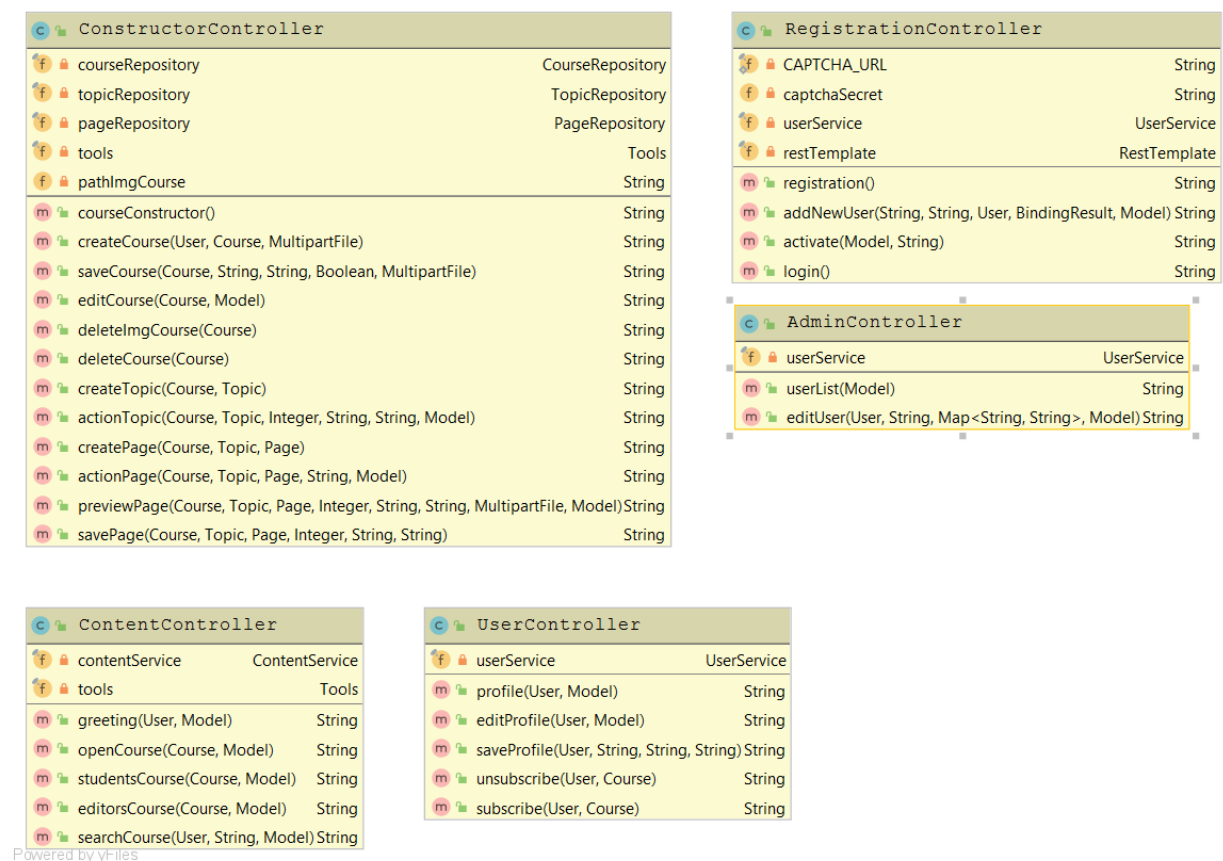 ConstructorController
courseRepository CourseRepository
topicRepository TopicRepository
pageRepository PageRepository
tools Tools
pathImgCourse String
courseConstructor() String
createCourse(User, Course, MultipartFile) String
saveCourse(Course, String, String, Boolean, MultipartFile) String
editCourse(Course, Model) String
deleteImgCourse(Course) String
deleteCourse(Course) String
createTopic(Course, Topic) String
actionTopic(Course, Topic, Integer, String, String, Model) String
createPage(Course, Topic, Page) String
actionPage(Course, Topic, Page, String, Model) String
previewPage(Course, Topic, Page, Integer, String, String, MultipartFile, Model) String
savePage(Course, Topic, Page, Integer, String, String) String
RegistrationController
CAPTCHA_URL String
captchaSecret String
userService UserService
restTemplate RestTemplate
registration() String
addNewUser(String, String, User, BindingResult, Model) String
activate(Model, String) String
login() String
AdminController
userService UserService
userList(Model) String
editUser(User, String, Map<String, String>, Model) String
ContentController
contentService ContentService
tools Tools
greeting(User, Model) String
openCourse(Course, Model) String
studentsCourse(Course, Model) String
editorsCourse(Course, Model) String
searchCourse(User, String, Model) String
UserController
userService UserService
profile(User, Model) String
editProfile(User, Model) String
saveProfile(User, String, String, String) String
unsubscribe(User, Course) String
subscribe(User, Course) String
Powered by yFiles